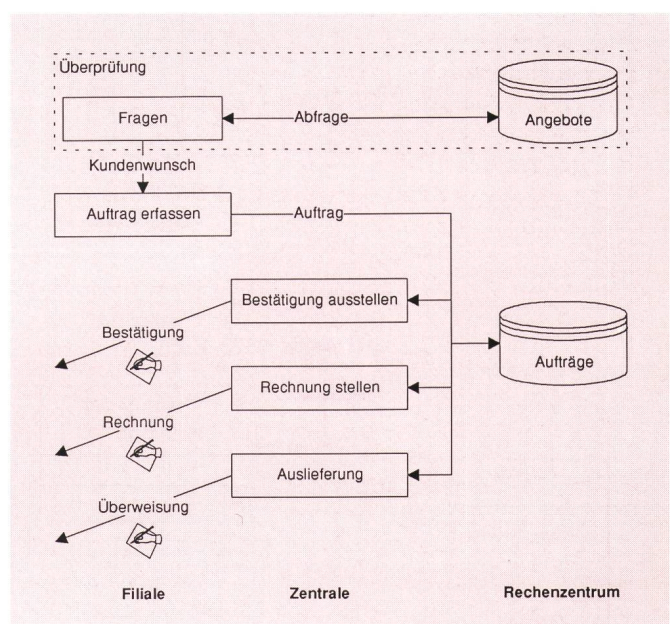 Überprüfung
Fragen
Abfrage
Angebote
Kundenwunsch
Auftrag erfassen
Auftrag
Bestätigung ausstellen
Bestätigung
Aufträge
Rechnung stellen
Rechnung
Auslieferung
Überweisung
Filiale Zentrale Rechenzentrum